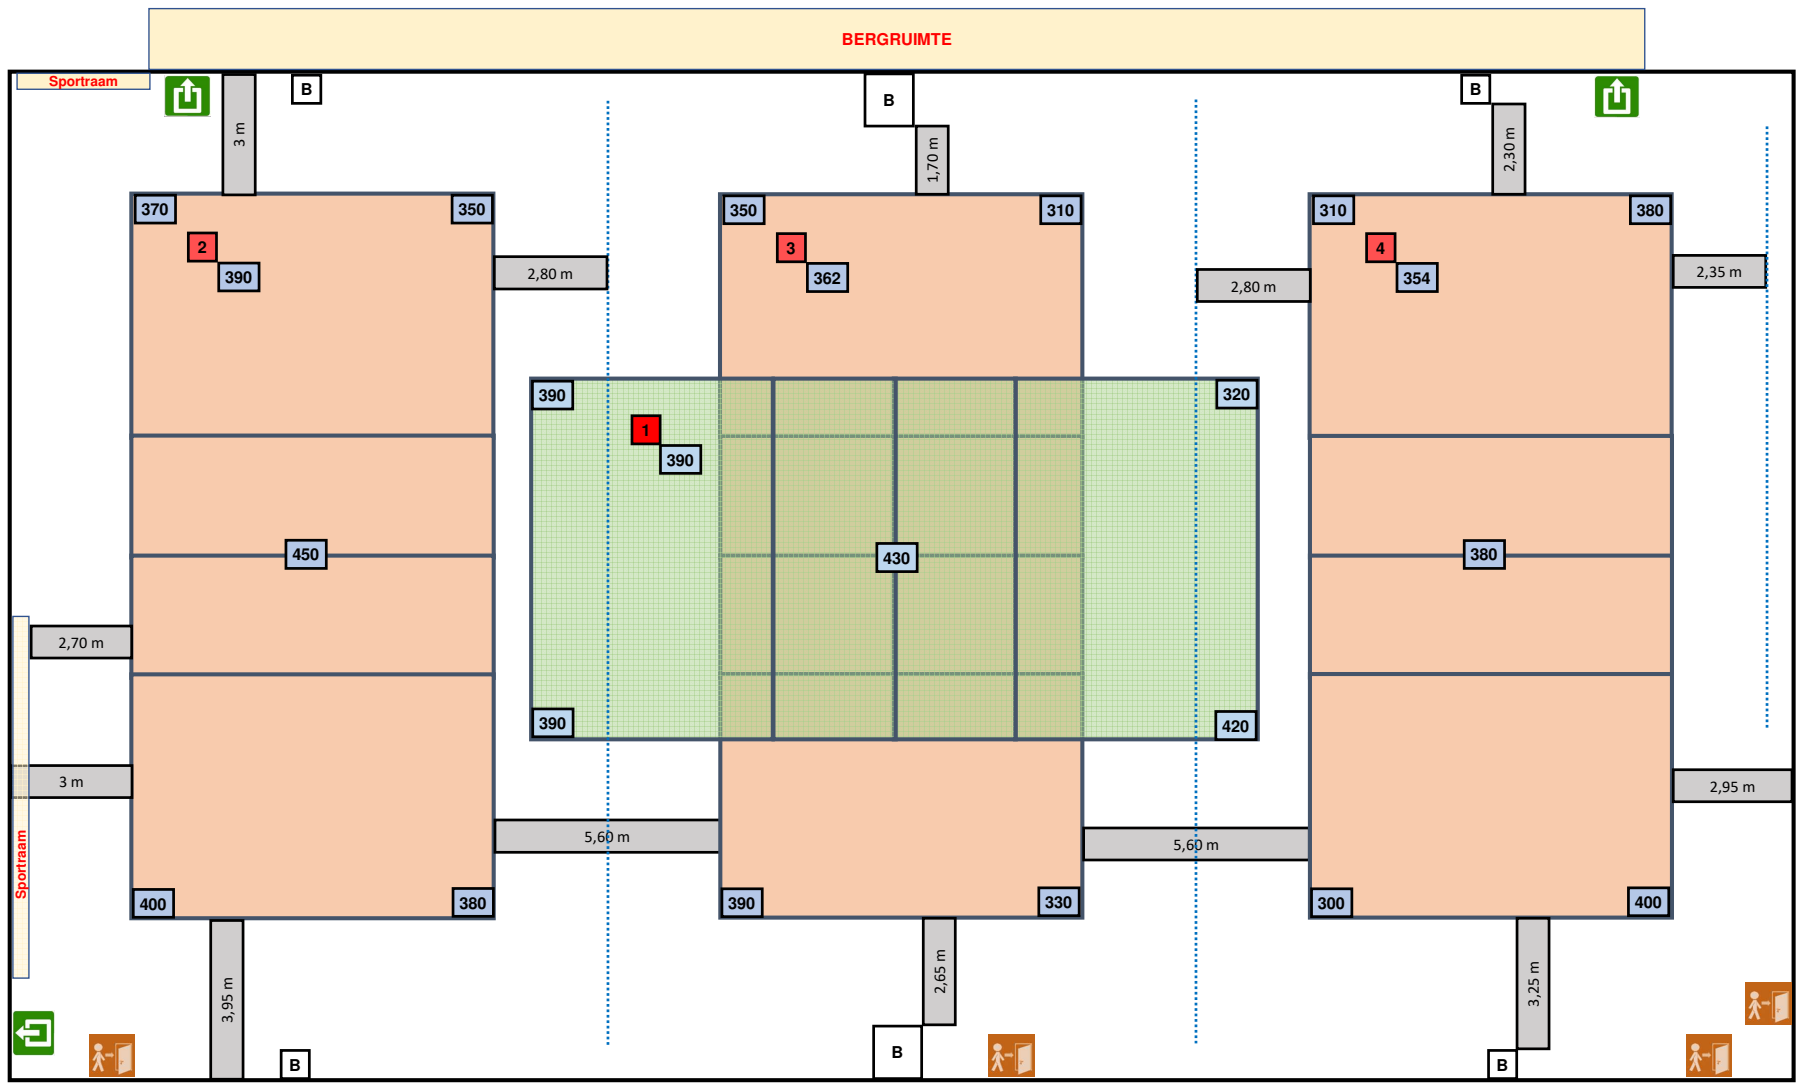 BERGRUIMTE
Sportraam
B
B
B
3 m
1,70 m
2,30 m
370
350
350
310
310
380
2
390
3
362
4
354
2,80 m
2,80 m
2,35 m
390
320
1
390
450
430
380
2,70 m
390
420
3 m
2,95 m
5,60 m
5,60 m
Sportraam
400
380
390
330
300
400
3,95 m
2,65 m
3,25 m
B
B
B